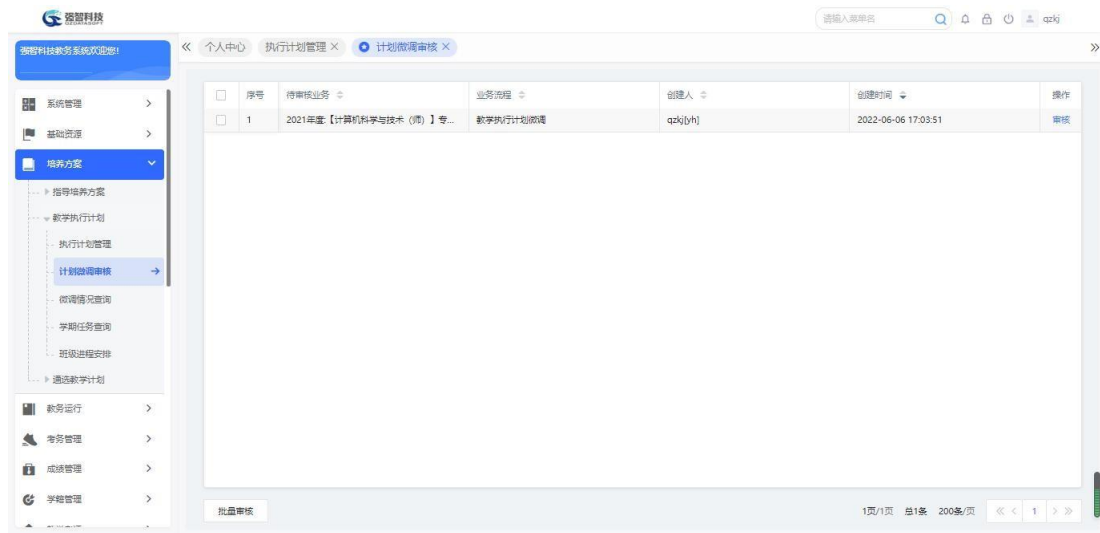 强智科技
QZDATASOFT
请输入菜单名
qzkj
强智科技教务系统欢迎您!
个人中心 执行计划管理 计划微调审核
系统管理
基础资源
培养方案
指导培养方案
教学执行计划
执行计划管理
计划微调审核
微调情况查询
学期任务查询
班级进程安排
通选教学计划
教务运行
考务管理
成绩管理
学籍管理
序号 待审核业务 业务流程 创建人 创建时间 操作
1 2021年度【计算机科学与技术(师)】专... 教学执行计划微调 qzkj[yh] 2022-06-06 17:03:51 审核
批量审核
1页/1页 总1条 200条/页 1